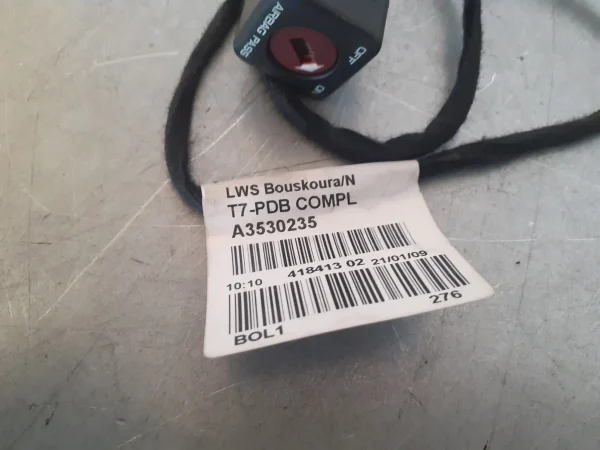 AIRBAG PASS
OFF
LWS Bouskoura/N
T7-PDB COMPL
A3530235
10:10 418413 02 21/01/09
BOL1 276